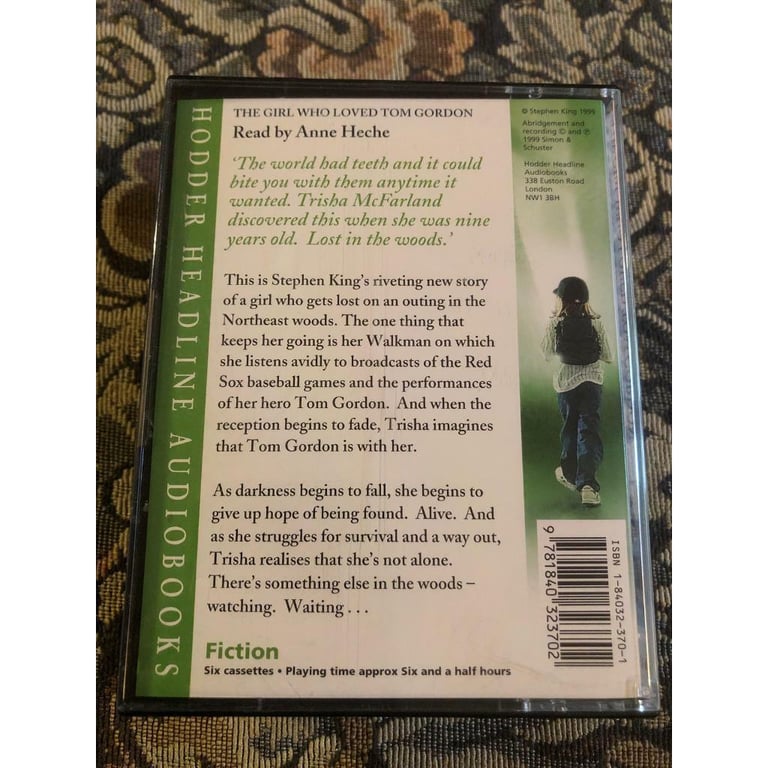 HODDER HEADLINE AUDIOBOOKS
THE GIRL WHO LOVED TOM GORDON
Read by Anne Heche
‘The world had teeth and it could
bite you with them anytime it
wanted. Trisha McFarland
discovered this when she was nine
years old. Lost in the woods.’
This is Stephen King’s riveting new story
of a girl who gets lost on an outing in the
Northeast woods. The one thing that
keeps her going is her Walkman on which
she listens avidly to broadcasts of the Red
Sox baseball games and the performances
of her hero Tom Gordon. And when the
reception begins to fade, Trisha imagines
that Tom Gordon is with her.
As darkness begins to fall, she begins to
give up hope of being found. Alive. And
as she struggles for survival and a way out,
Trisha realises that she’s not alone.
There’s something else in the woods –
watching. Waiting . . .
Fiction
Six cassettes • Playing time approx Six and a half hours
© Stephen King 1999
Abridgement and
recording © and ℗
1999 Simon &
Schuster
Hodder Headline
Audiobooks
338 Euston Road
London
NW1 3BH
ISBN 1-84032-370-1
9 781840 323702